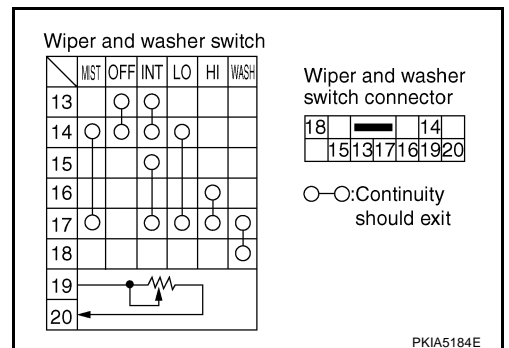 Wiper and washer switch
MIST OFF INT LO HI WASH
13
14
15
16
17
18
19
20
Wiper and washer
switch connector
18 14
15 13 17 16 19 20
:Continuity
should exit
PKIA5184E